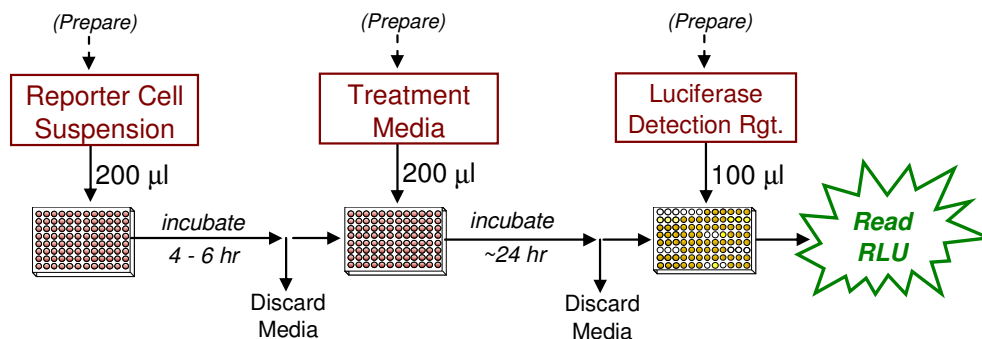 (Prepare)
(Prepare)
(Prepare)
Reporter Cell
Suspension
Treatment
Media
Luciferase
Detection Rgt.
200 µl
200 µl
100 µl
incubate
4 - 6 hr
incubate
~24 hr
Read
RLU
Discard
Media
Discard
Media